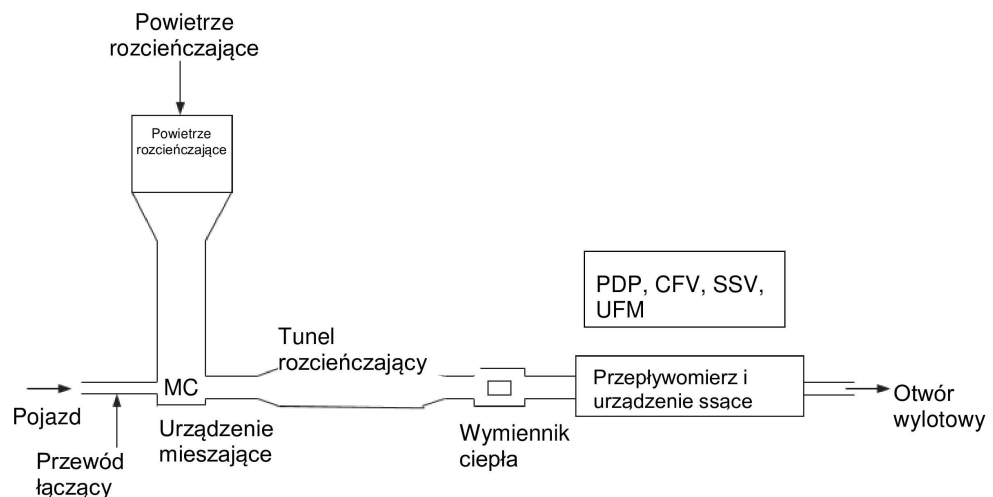 Powietrze
rozcieńczające
Powietrze
rozcieńczające
PDP, CFV, SSV,
UFM
Tunel
rozcieńczający
MC
Przepływomierz i
urządzenie ssące
Pojazd
Otwór
wylotowy
Urządzenie
mieszające
Wymiennik
ciepła
Przewód
łączący